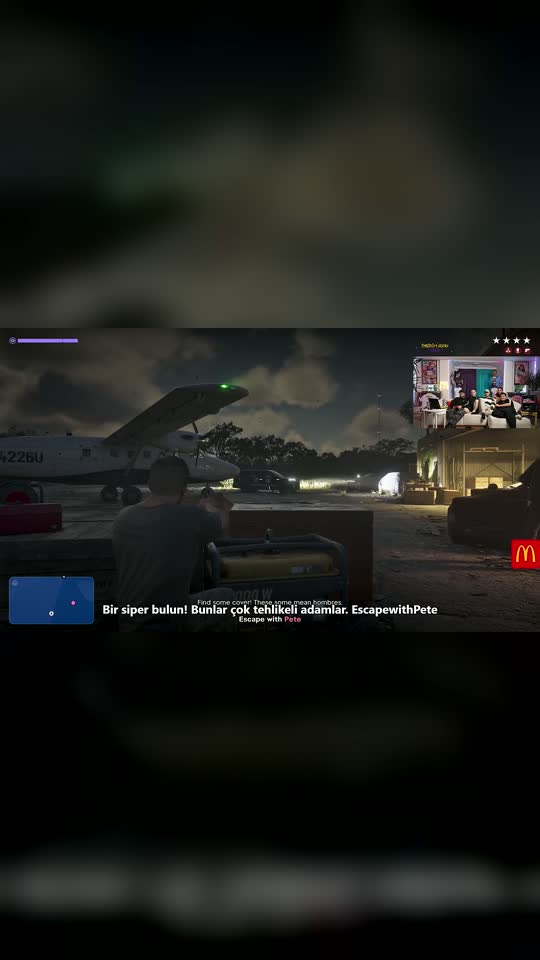 4226U
Find some cover! These some mean hombres.
Bir siper bulun! Bunlar çok tehlikeli adamlar. EscapewithPete
Escape with Pete